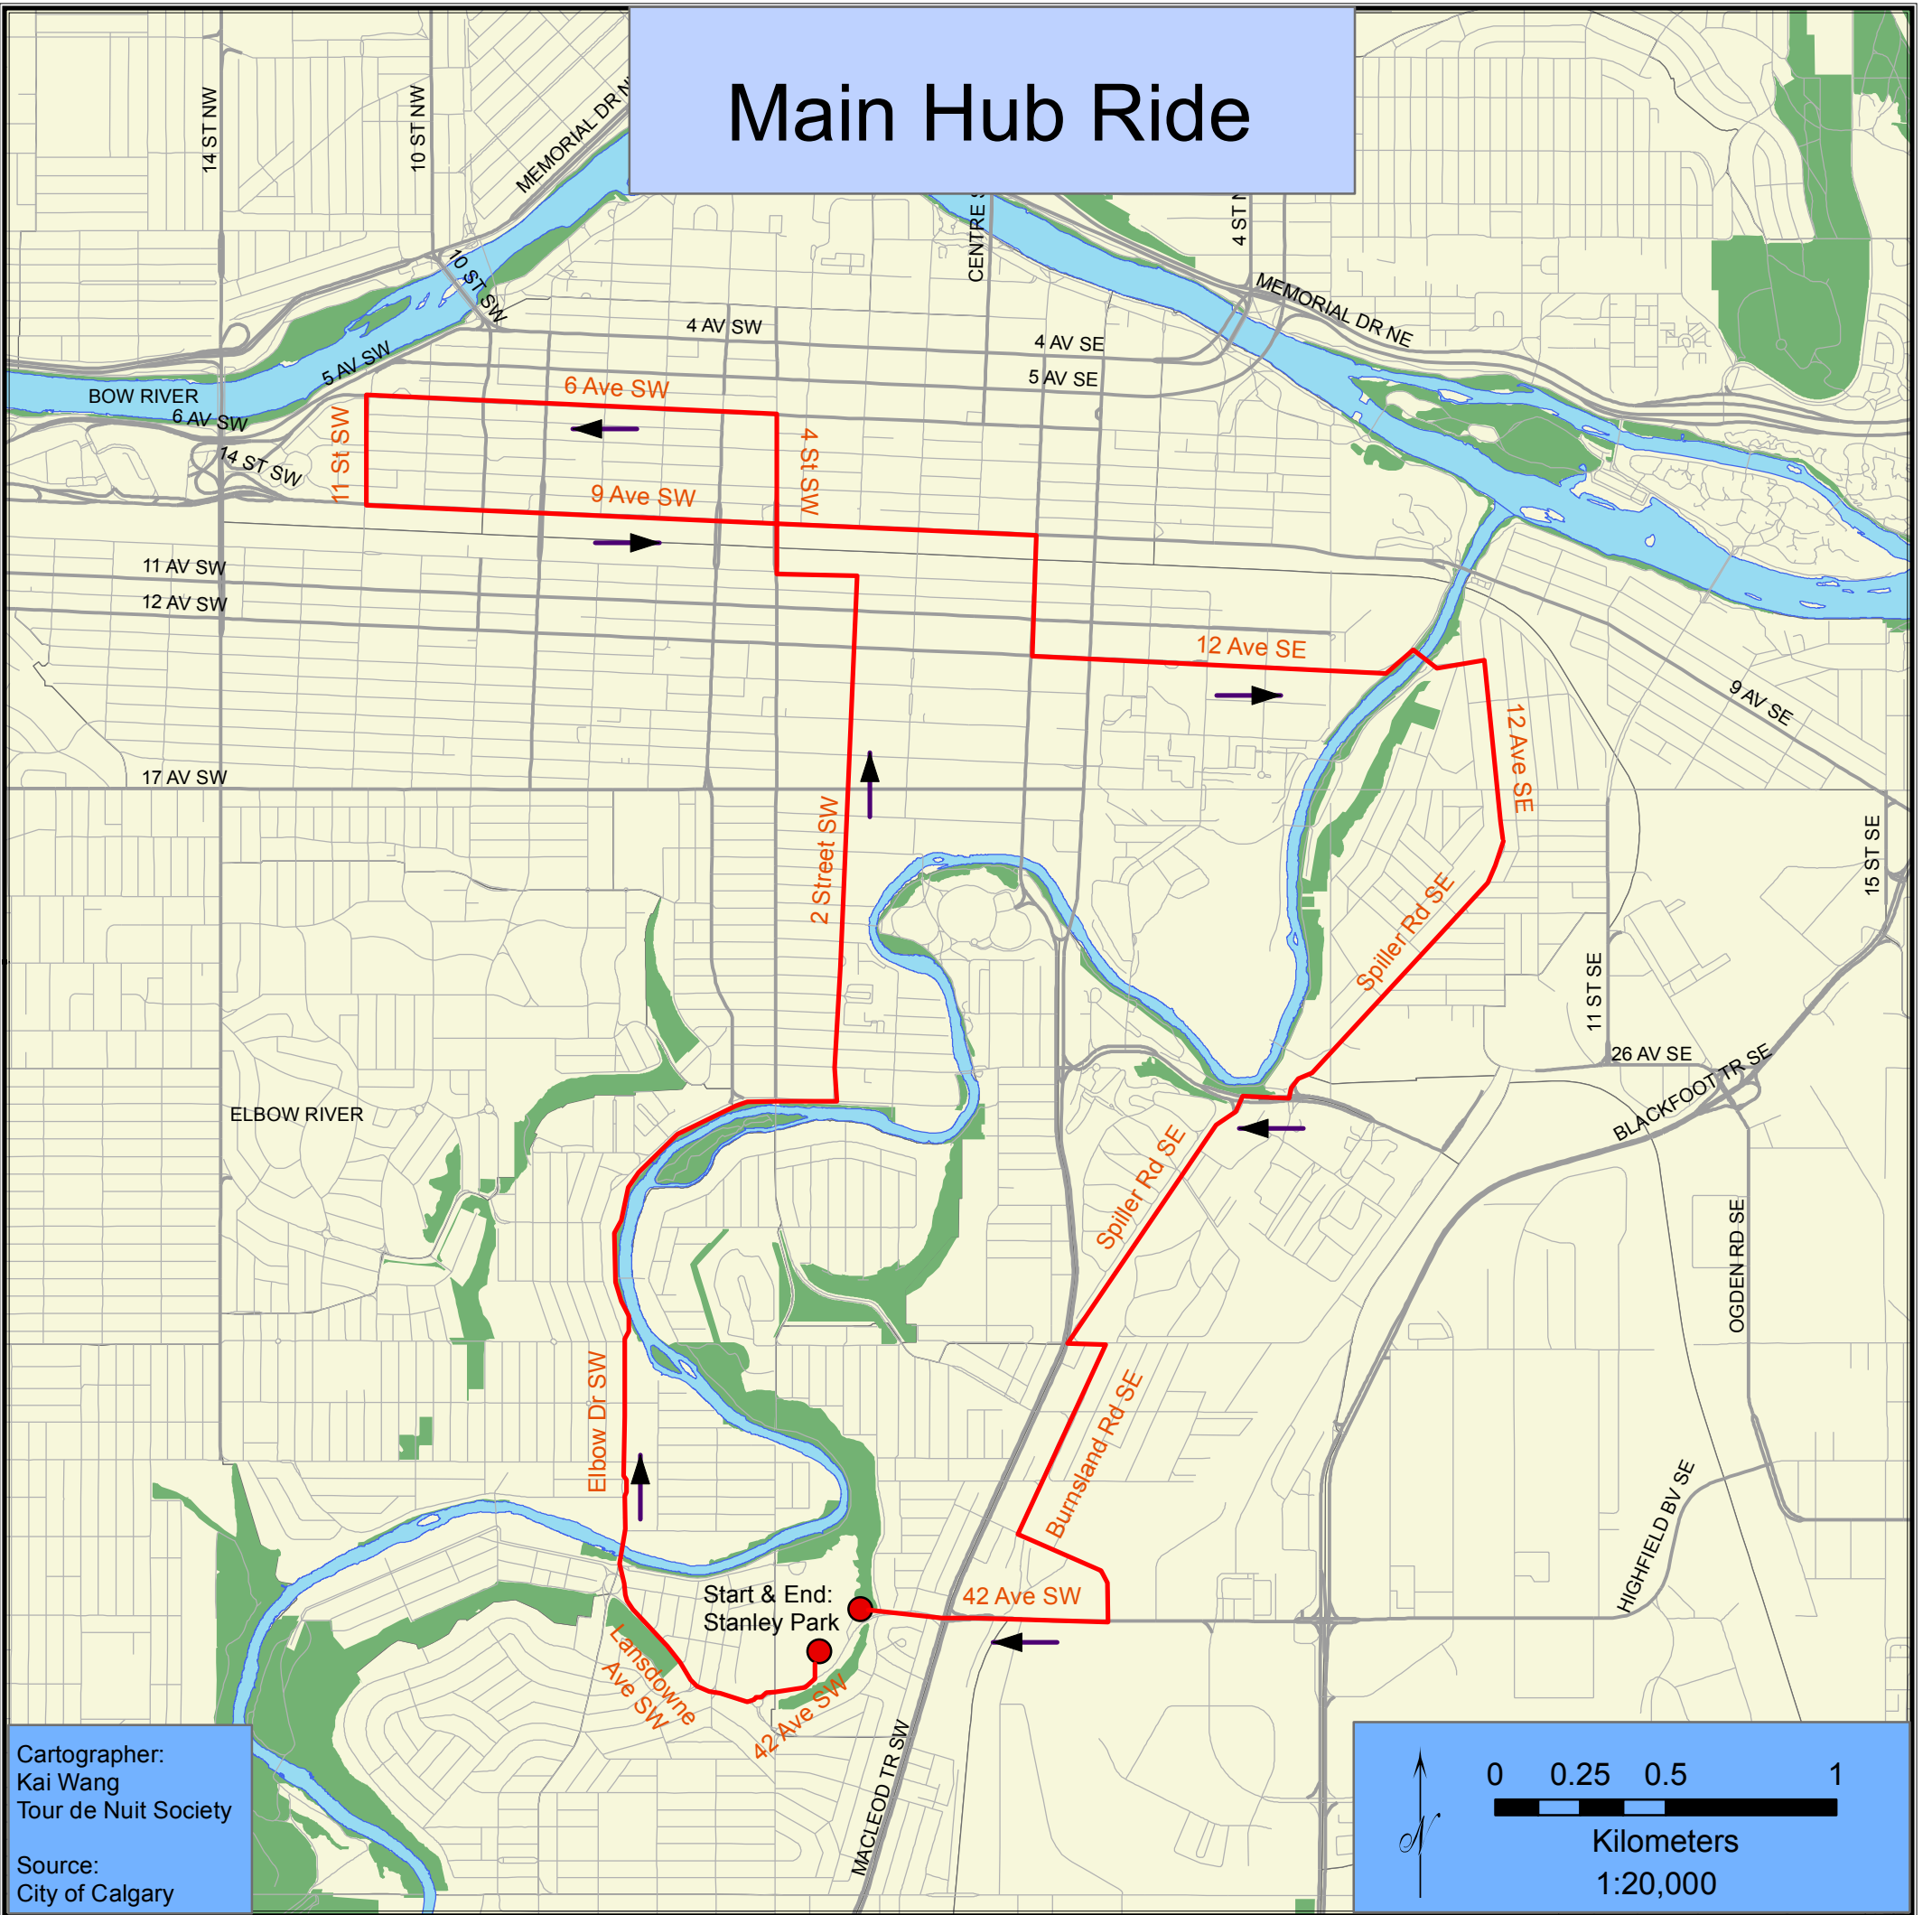 Main Hub Ride
14 ST NW
10 ST NW
MEMORIAL DR N
CENTRE S
4 ST N
10 ST SW
MEMORIAL DR NE
4 AV SW
4 AV SE
5 AV SW
5 AV SE
BOW RIVER
6 Ave SW
6 AV SW
11 St SW
4 St SW
14 ST SW
9 Ave SW
11 AV SW
12 AV SW
12 Ave SE
9 AV SE
12 Ave SE
17 AV SW
2 Street SW
15 ST SE
Spiller Rd SE
11 ST SE
26 AV SE
BLACKFOOT TR SE
ELBOW RIVER
Spiller Rd SE
OGDEN RD SE
Elbow Dr SW
Burnsland Rd SE
HIGHFIELD BV SE
Start & End:
Stanley Park
42 Ave SW
Lansdowne
Ave SW
42 Ave SW
MACLEOD TR SW
Cartographer:
Kai Wang
Tour de Nuit Society
Source:
City of Calgary
N
0 0.25 0.5 1
Kilometers
1:20,000